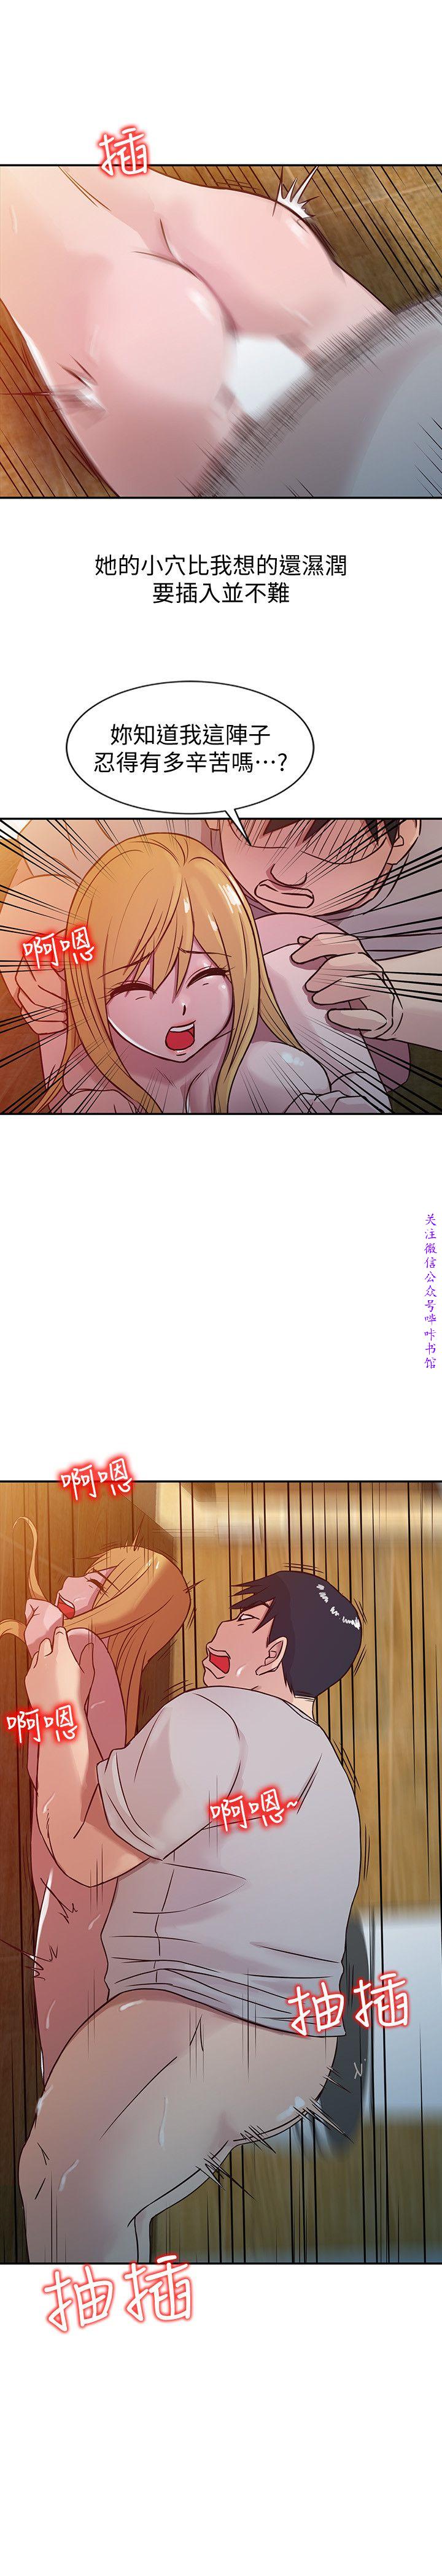 插
她的小穴比我想的還濕潤
要插入並不難
妳知道我這陣子
忍得有多辛苦嗎…?
啊嗯
关注微信公众号哔咔书馆
啊嗯
啊嗯
啊嗯~
抽插
抽插